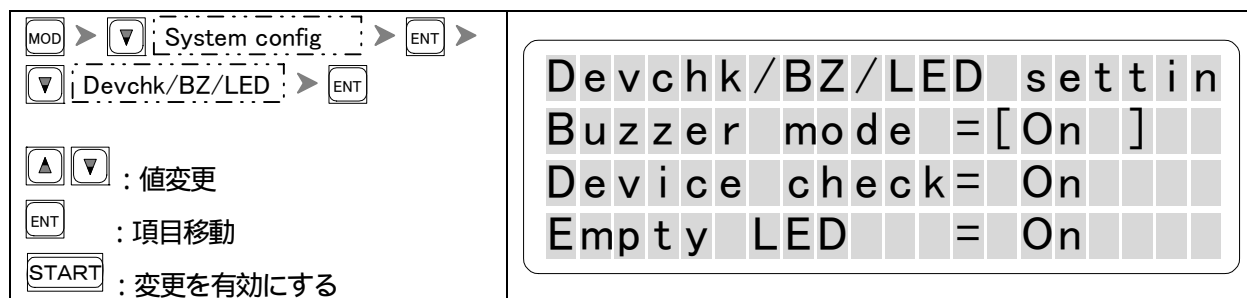 MOD > ▼ System config > ENT >
▼ Devchk/BZ/LED > ENT
▲ ▼ : 値変更
ENT : 項目移動
START : 変更を有効にする
Devchk/BZ/LED settin
Buzzer mode =[On ]
Device check= On
Empty LED = On